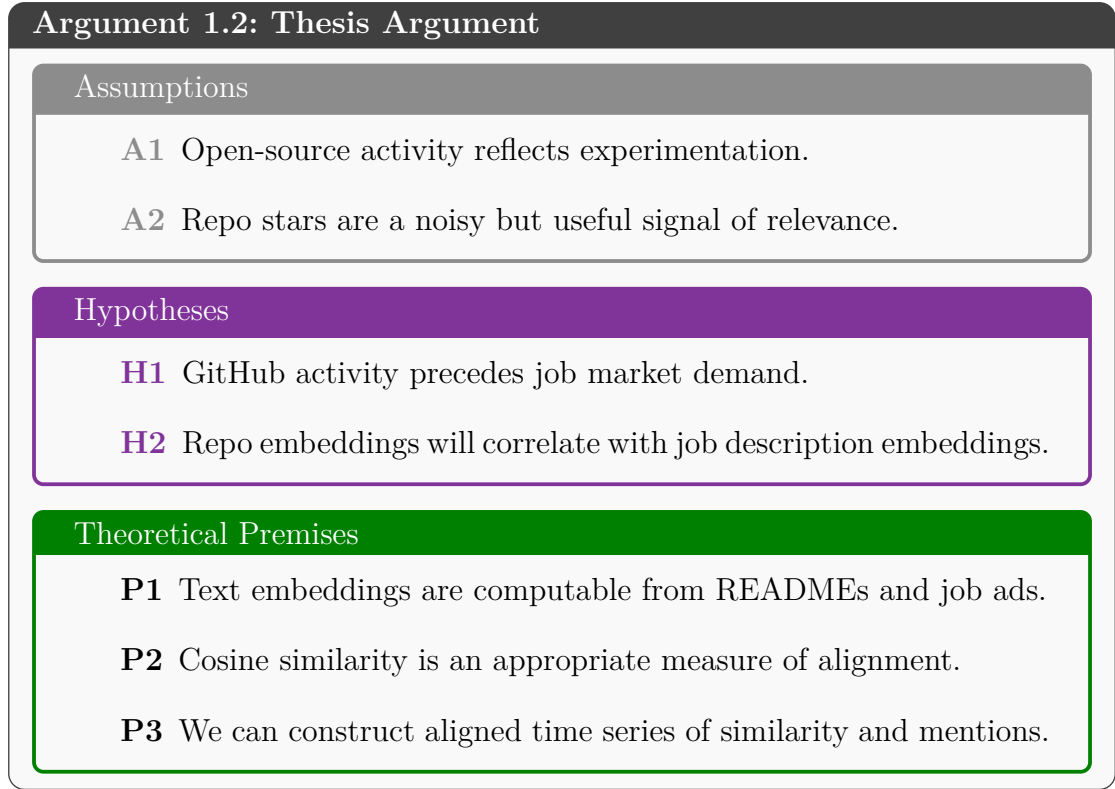 Argument 1.2: Thesis Argument
Assumptions
A1 Open-source activity reflects experimentation.
A2 Repo stars are a noisy but useful signal of relevance.
Hypotheses
H1 GitHub activity precedes job market demand.
H2 Repo embeddings will correlate with job description embeddings.
Theoretical Premises
P1 Text embeddings are computable from READMEs and job ads.
P2 Cosine similarity is an appropriate measure of alignment.
P3 We can construct aligned time series of similarity and mentions.